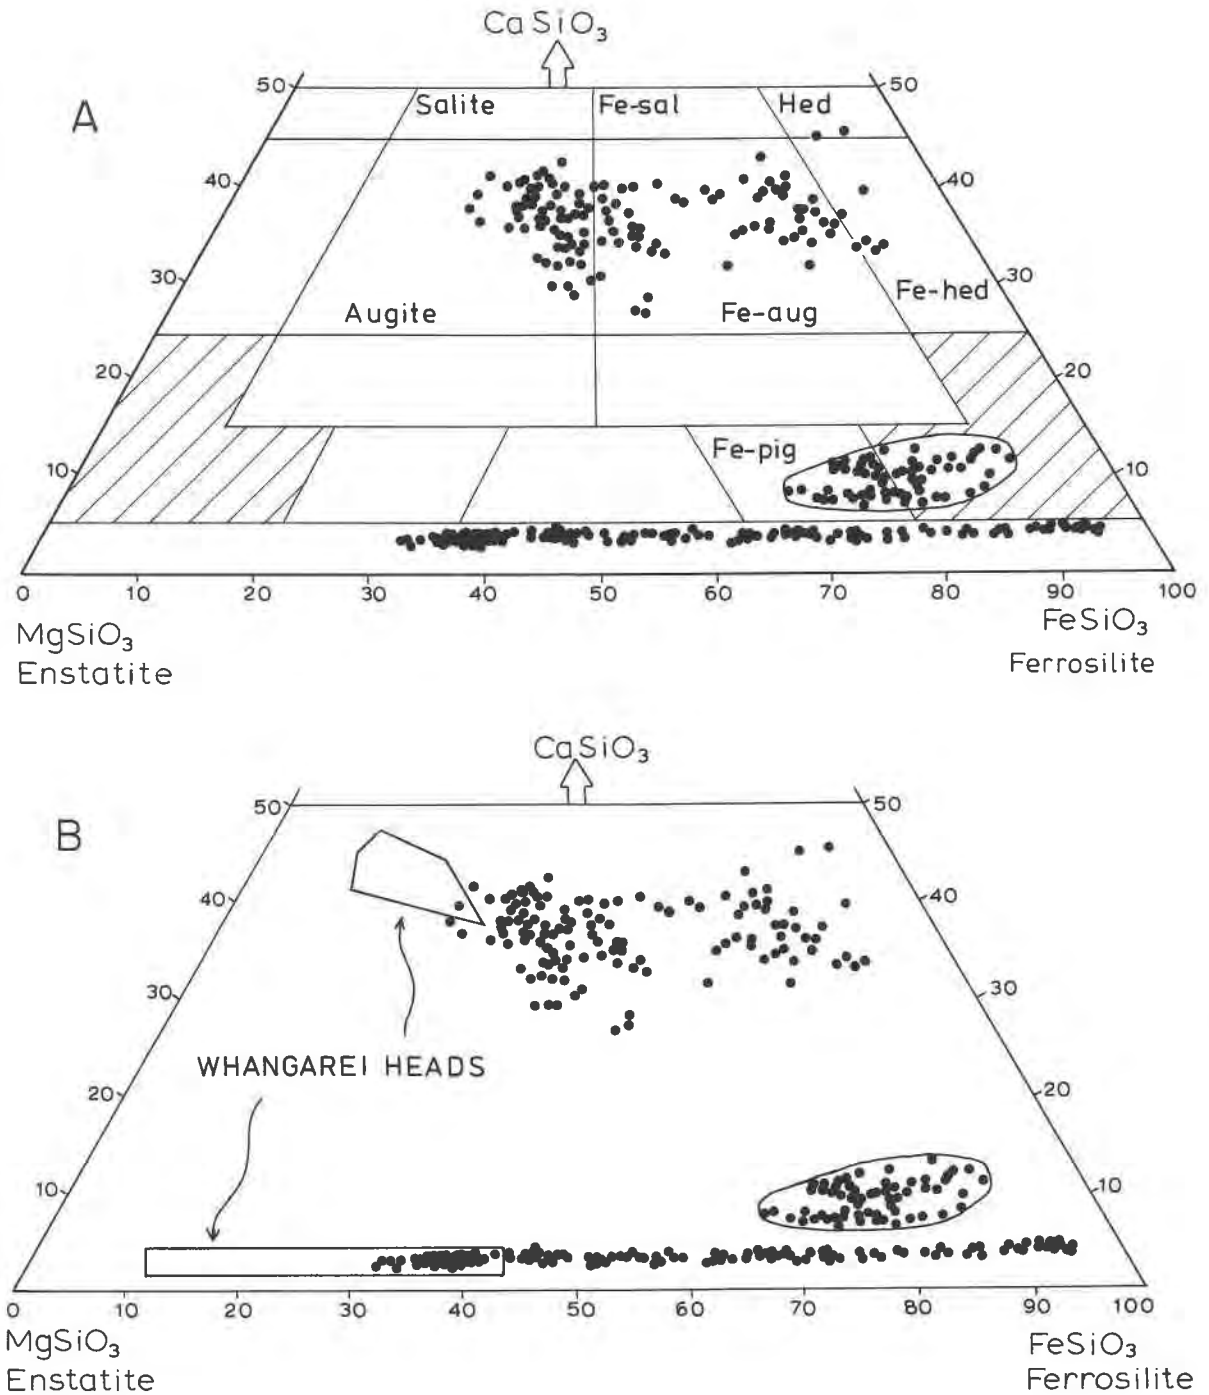 CaSiO₃
A
50 50
Salite Fe-sal Hed
40 40
30 30
Fe-hed
Augite Fe-aug
20 20
Fe-pig
10 10
0 10 20 30 40 50 60 70 80 90 100
MgSiO₃ FeSiO₃
Enstatite Ferrosilite
CaSiO₃
B
50 50
40 40
30 30
WHANGAREI HEADS
20 20
10 10
0 10 20 30 40 50 60 70 80 90 100
MgSiO₃ FeSiO₃
Enstatite Ferrosilite